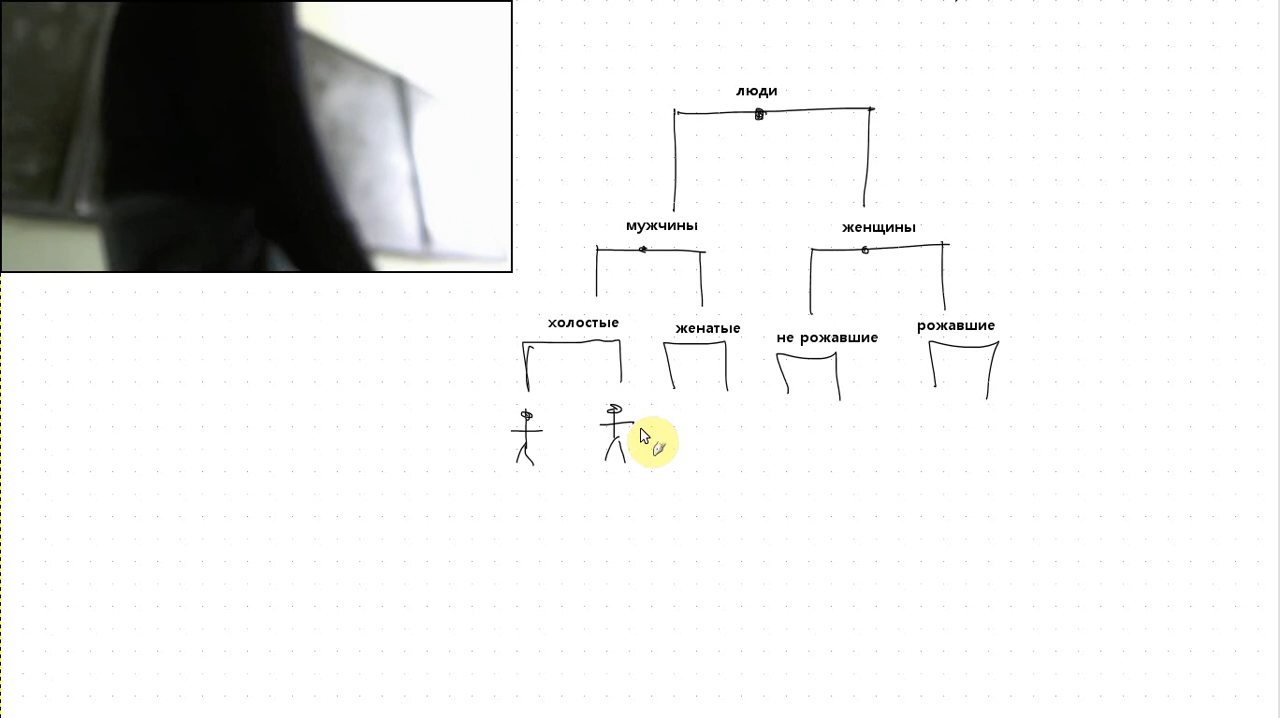 люди
мужчины
женщины
холостые
женатые
не рожавшие
рожавшие